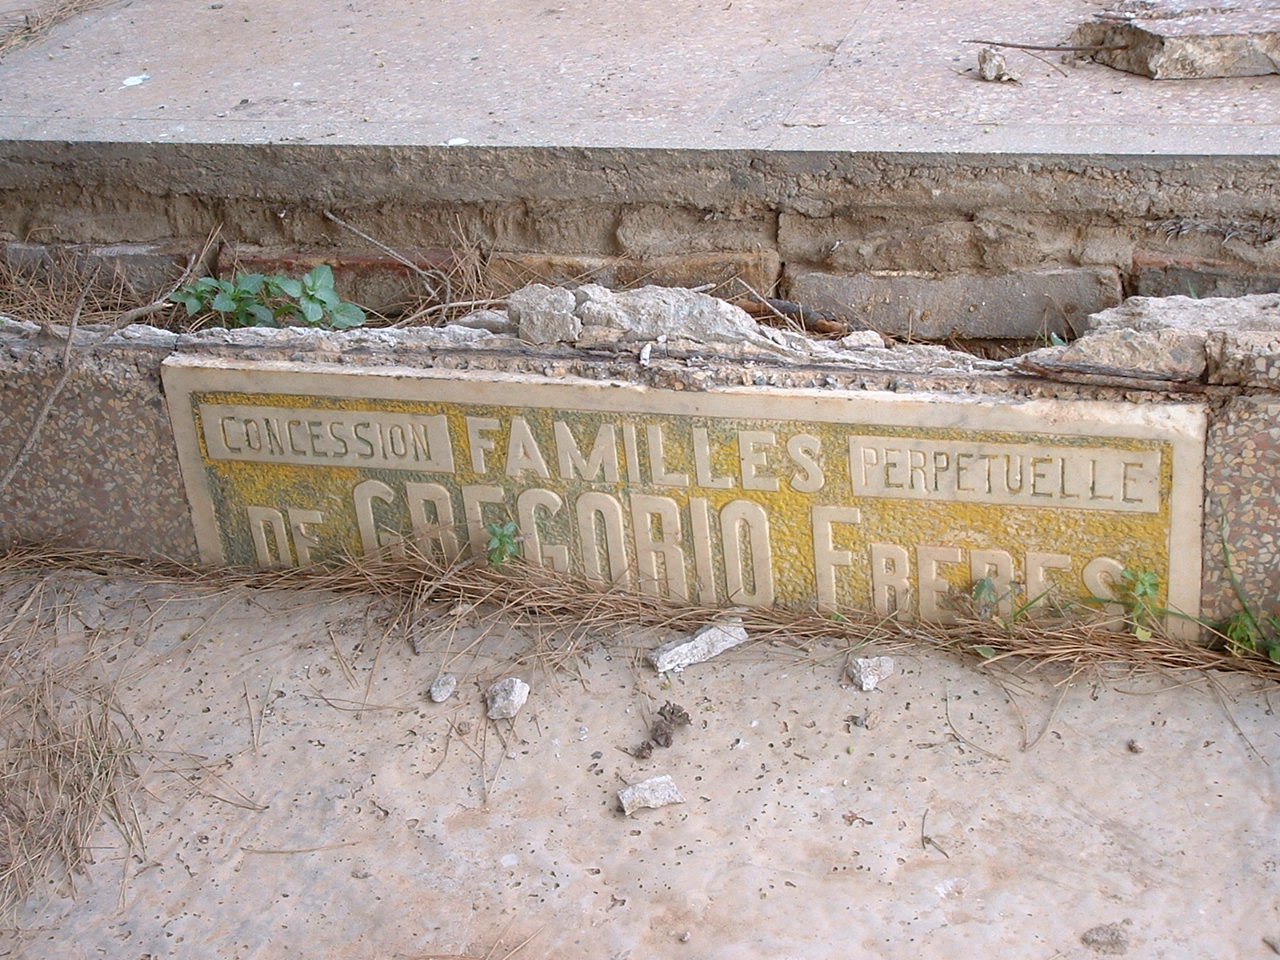 CONCESSION FAMILLES PERPETUELLE
DE GREGORIO FRERES